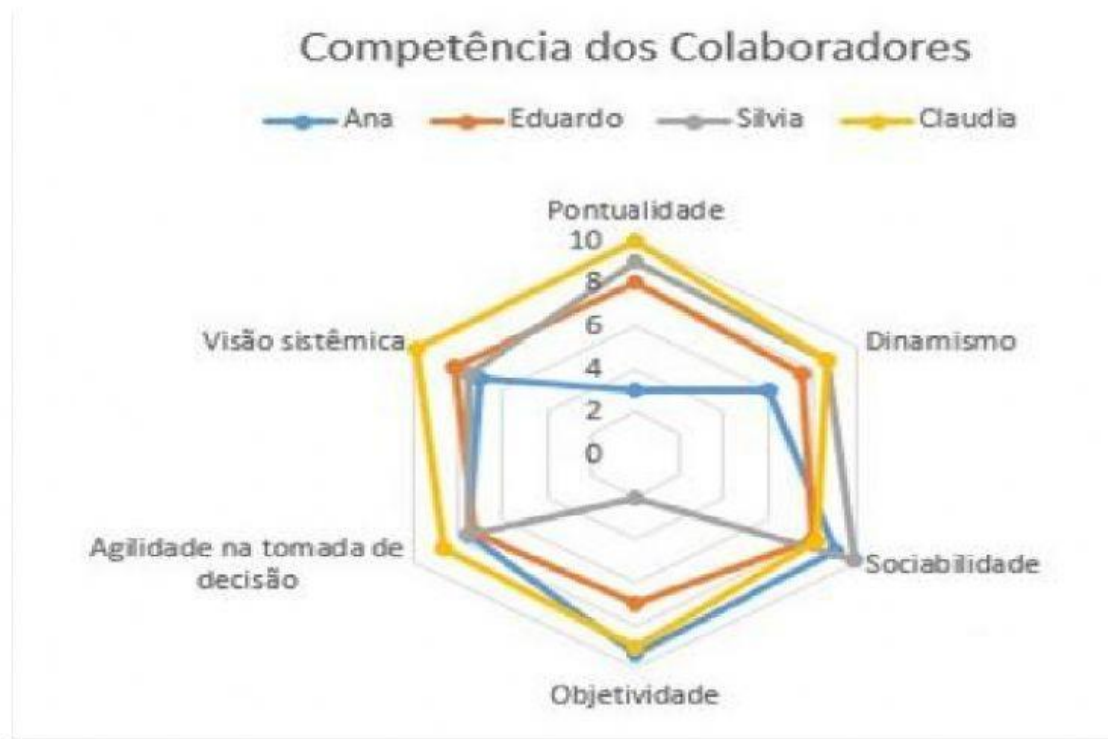 Competência dos Colaboradores
Ana Eduardo Silvia Claudia
Pontualidade
10
8
6
4
2
0
Dinamismo
Sociabilidade
Objetividade
Agilidade na tomada de
decisão
Visão sistêmica